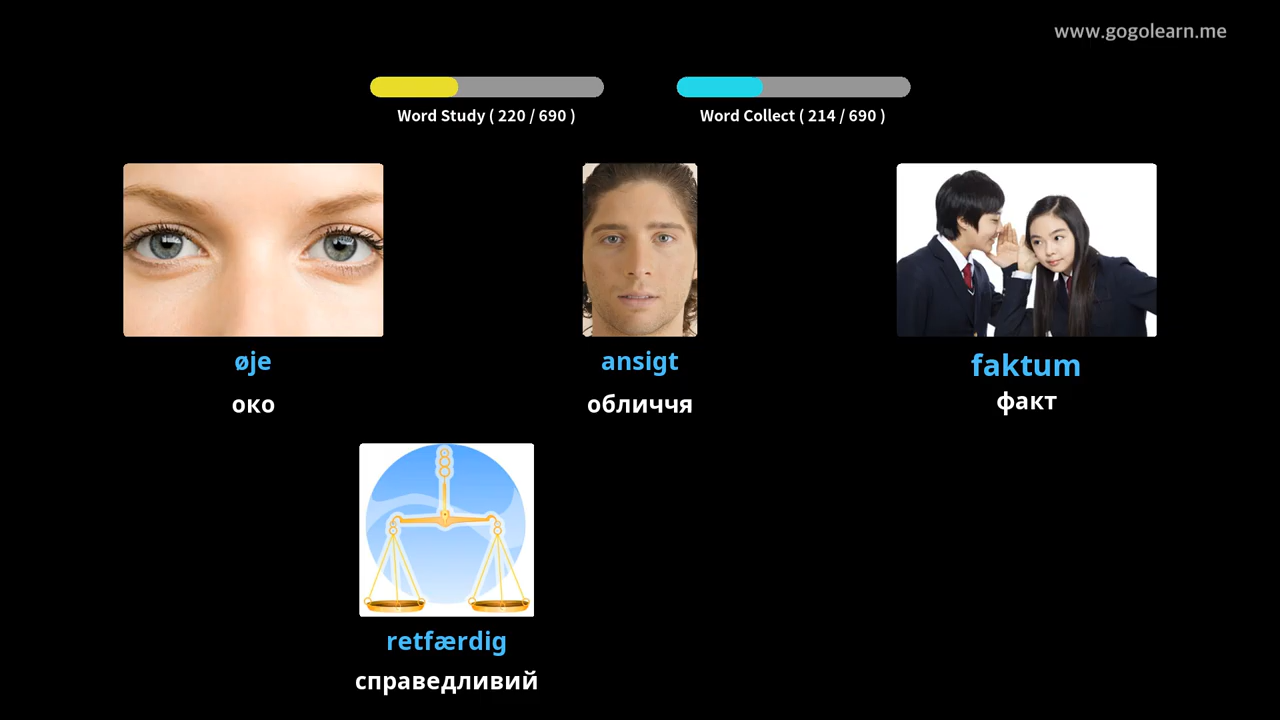 www.gogolearn.me
Word Study ( 220 / 690 )
Word Collect ( 214 / 690 )
øje
ansigt
faktum
око
обличчя
факт
retfærdig
справедливий